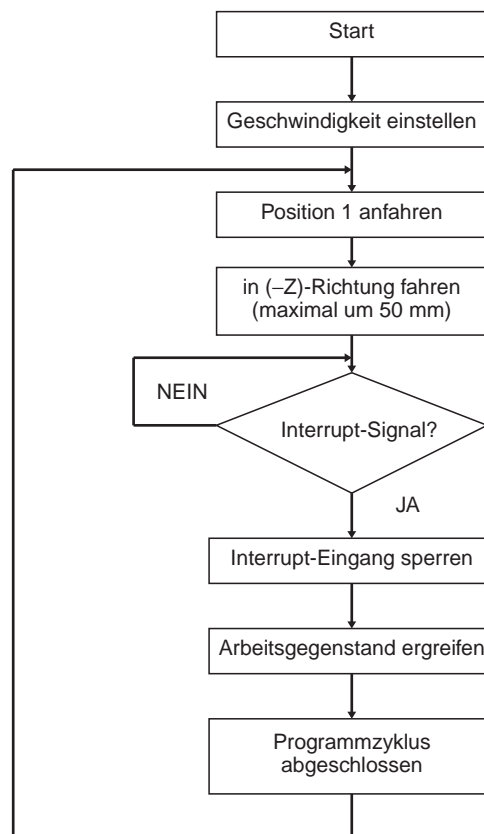 Start
Geschwindigkeit einstellen
Position 1 anfahren
in (–Z)-Richtung fahren
(maximal um 50 mm)
NEIN
Interrupt-Signal?
JA
Interrupt-Eingang sperren
Arbeitsgegenstand ergreifen
Programmzyklus
abgeschlossen